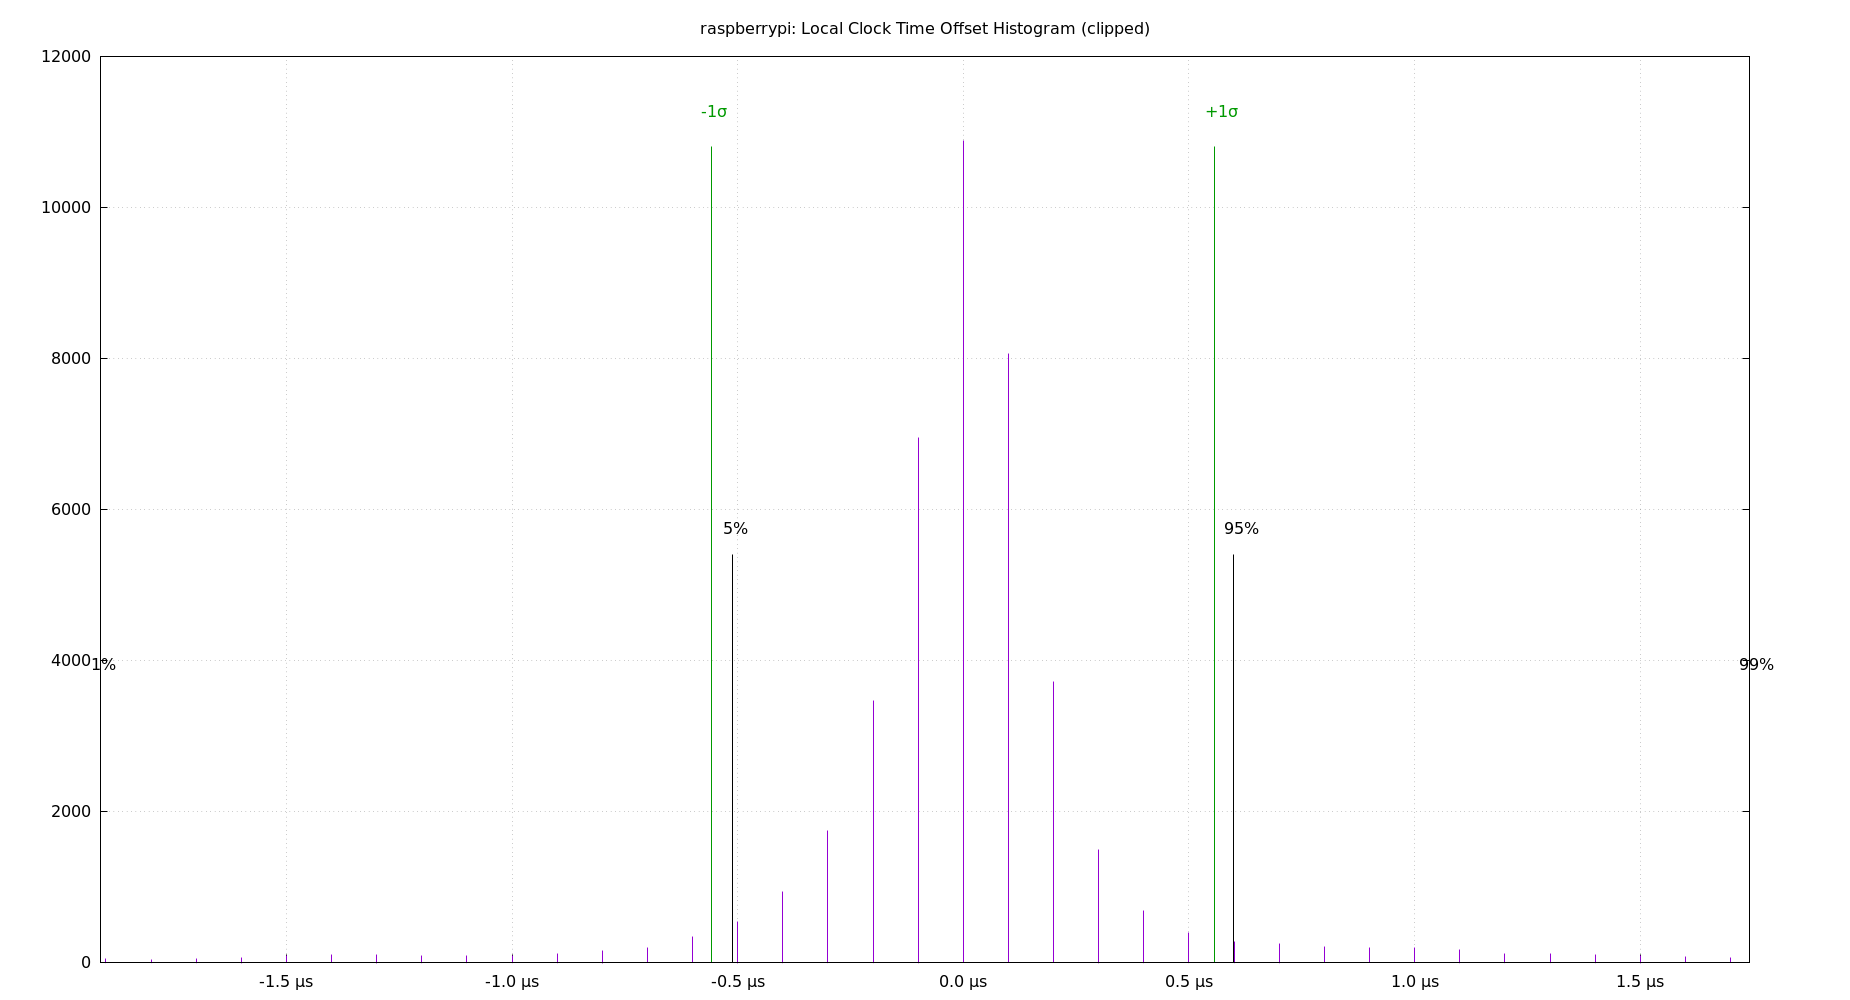 raspberrypi: Local Clock Time Offset Histogram (clipped)
12000
-1σ
+1σ
10000
8000
6000
5%
95%
4000
1%
99%
2000
0
-1.5 μs
-1.0 μs
-0.5 μs
0.0 μs
0.5 μs
1.0 μs
1.5 μs